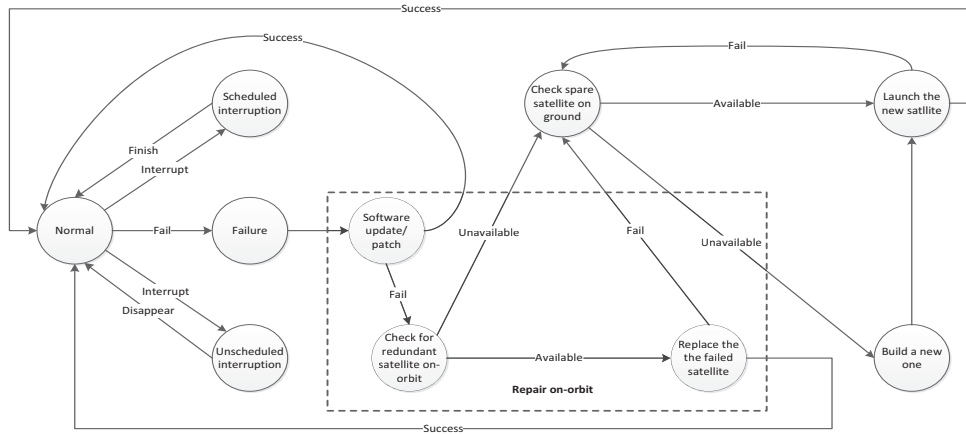 Success
Success
Fail
Scheduled
interruption
Check spare
satellite on
ground
Available
Launch the
new satllite
Finish
Interrupt
Normal
Fail
Failure
Software
update/
patch
Unavailable
Fail
Unavailable
Interrupt
Disappear
Fail
Unscheduled
interruption
Check for
redundant
satellite on-
orbit
Available
Replace the
the failed
satellite
Build a new
one
Repair on-orbit
Success